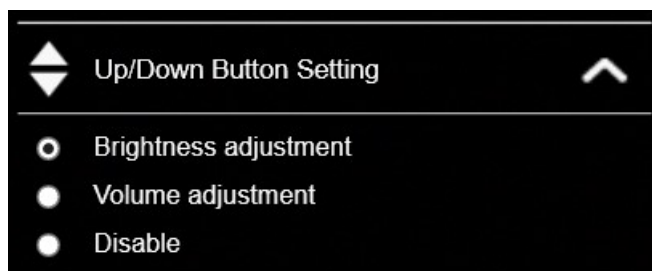 Up/Down Button Setting
Brightness adjustment
Volume adjustment
Disable